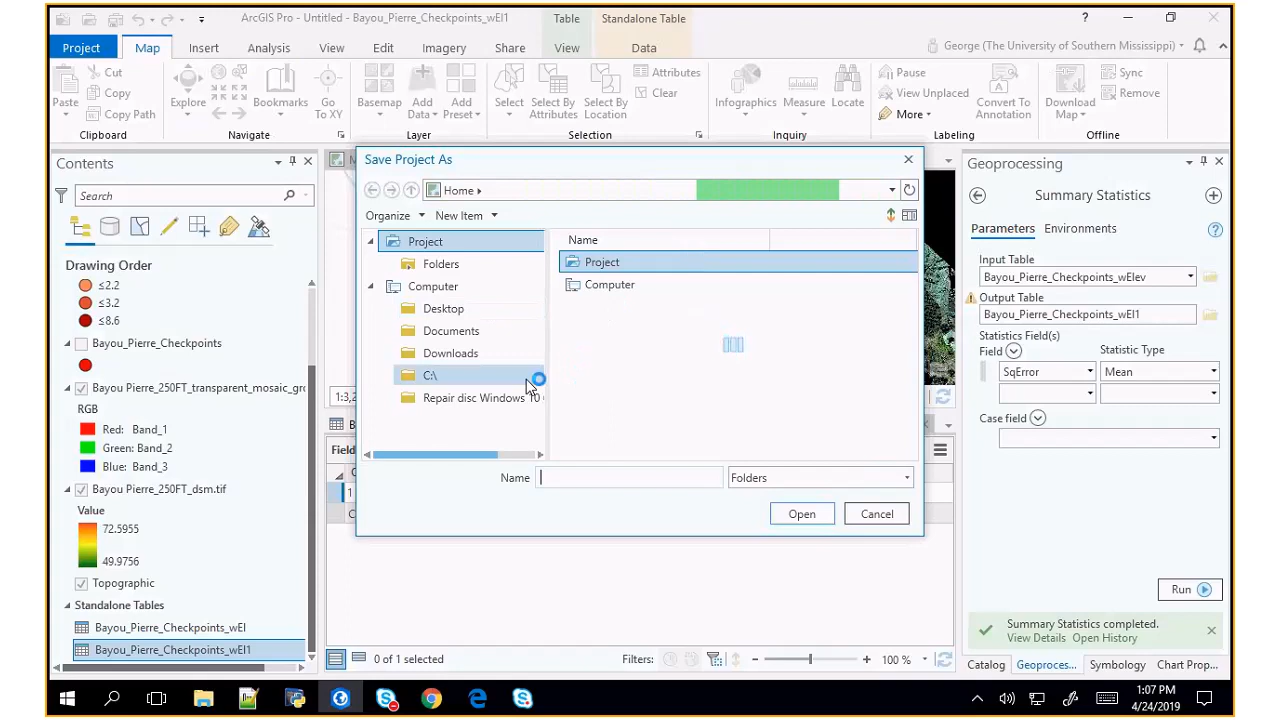 ArcGIS Pro - Untitled - Bayou_Pierre_Checkpoints_wEl1
Table
Standalone Table
?
Project
Map
Insert
Analysis
View
Edit
Imagery
Share
View
Data
George (The University of Southern Mississippi)
Paste
Cut
Copy
Copy Path
Clipboard
Explore
Bookmarks
Go To XY
Navigate
Basemap
Add Data
Add Preset
Layer
Select
Select By Attributes
Select By Location
Attributes
Clear
Selection
Infographics
Measure
Locate
Inquiry
Pause
View Unplaced
More
Convert To Annotation
Labeling
Download Map
Sync
Remove
Offline
Contents
Search
Drawing Order
≤2.2
≤3.2
≤8.6
Bayou_Pierre_Checkpoints
Bayou Pierre_250FT_transparent_mosaic_gro
RGB
Red: Band_1
Green: Band_2
Blue: Band_3
Bayou Pierre_250FT_dsm.tif
Value
72.5955
49.9756
Topographic
Standalone Tables
Bayou_Pierre_Checkpoints_wEl
Bayou_Pierre_Checkpoints_wEl1
Save Project As
Home
Organize
New Item
Project
Folders
Computer
Desktop
Documents
Downloads
C:\
Repair disc Windows 10
Name
Project
Computer
Name
Folders
Open
Cancel
1:3,2
Field
1
0 of 1 selected
Filters:
100 %
Geoprocessing
Summary Statistics
Parameters
Environments
?
Input Table
Bayou_Pierre_Checkpoints_wElev
Output Table
Bayou_Pierre_Checkpoints_wEl1
Statistics Field(s)
Field
Statistic Type
SqError
Mean
Case field
Run
Summary Statistics completed.
View Details Open History
Catalog
Geoproces...
Symbology
Chart Prop...
1:07 PM
4/24/2019